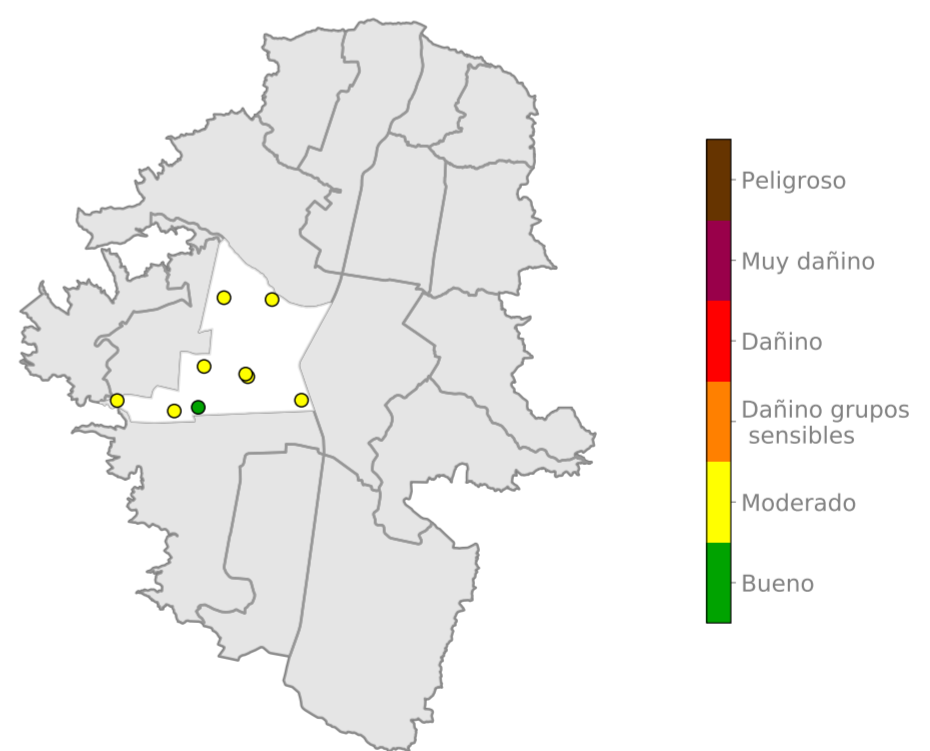 Peligroso
Muy dañino
Dañino
Dañino grupos
sensibles
Moderado
Bueno